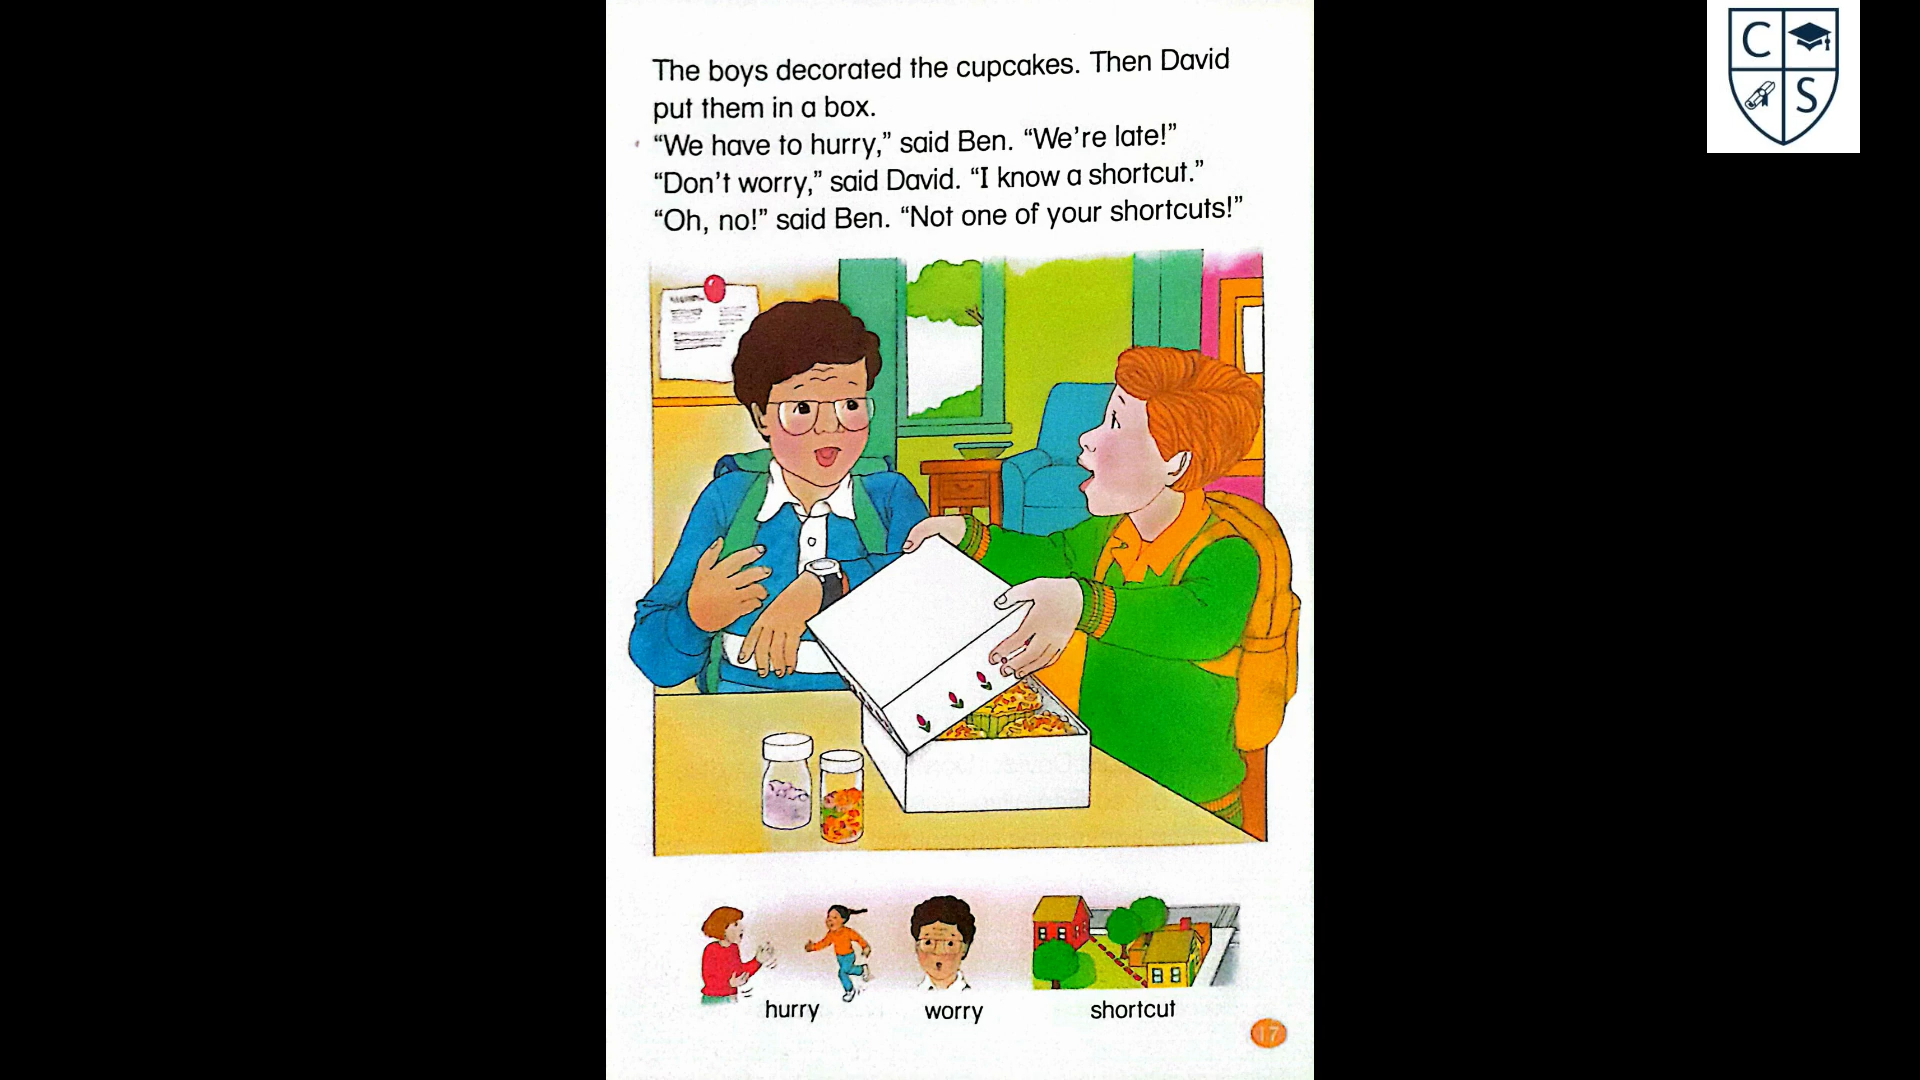 The boys decorated the cupcakes. Then David
put them in a box.
“We have to hurry,” said Ben. “We’re late!”
“Don’t worry,” said David. “I know a shortcut.”
“Oh, no!” said Ben. “Not one of your shortcuts!”
hurry
worry
shortcut
17
C
S